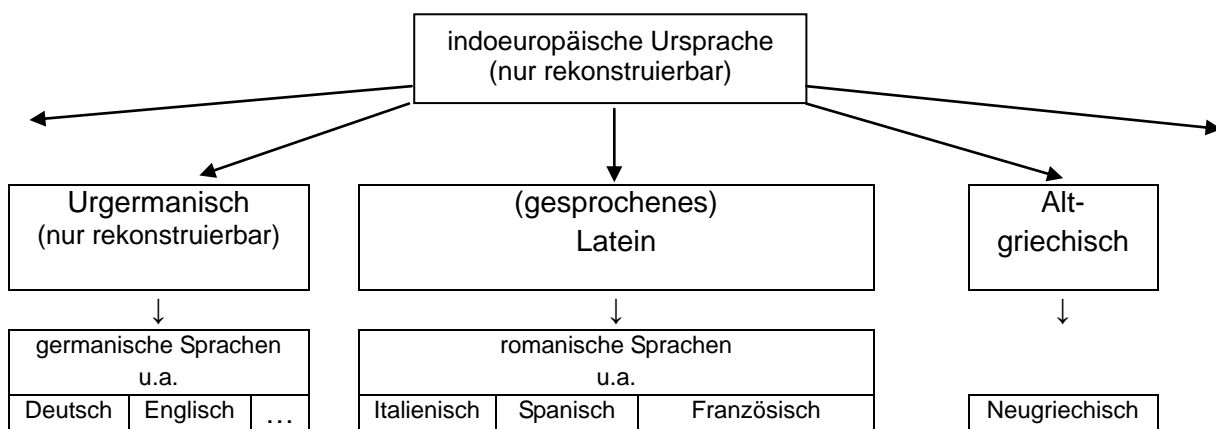 indoeuropäische Ursprache
(nur rekonstruierbar)
Urgermanisch
(nur rekonstruierbar)
(gesprochenes)
Latein
Alt-
griechisch
↓
↓
↓
germanische Sprachen
u.a.
Deutsch
Englisch
…
romanische Sprachen
u.a.
Italienisch
Spanisch
Französisch
Neugriechisch